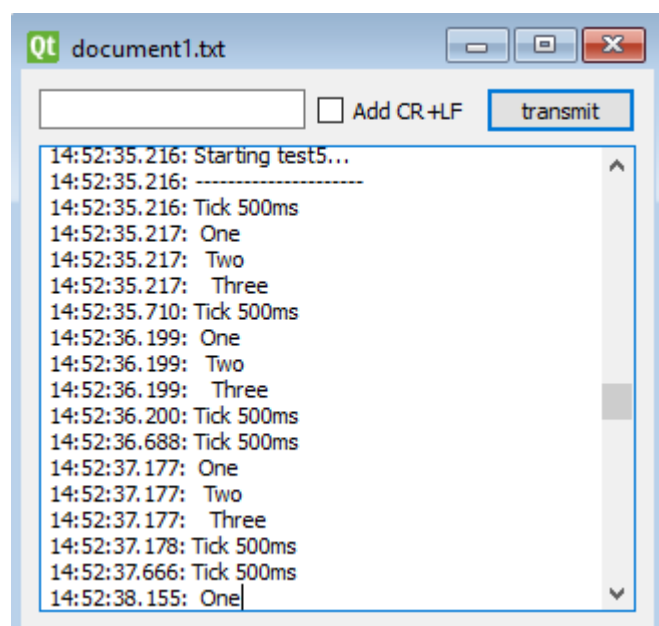 Qt document1.txt
Add CR+LF transmit
14:52:35.216: Starting test5...
14:52:35.216: ---------------------
14:52:35.216: Tick 500ms
14:52:35.217:  One
14:52:35.217:   Two
14:52:35.217:    Three
14:52:35.710: Tick 500ms
14:52:36.199:  One
14:52:36.199:   Two
14:52:36.199:    Three
14:52:36.200: Tick 500ms
14:52:36.688: Tick 500ms
14:52:37.177:  One
14:52:37.177:   Two
14:52:37.177:    Three
14:52:37.178: Tick 500ms
14:52:37.666: Tick 500ms
14:52:38.155:  One